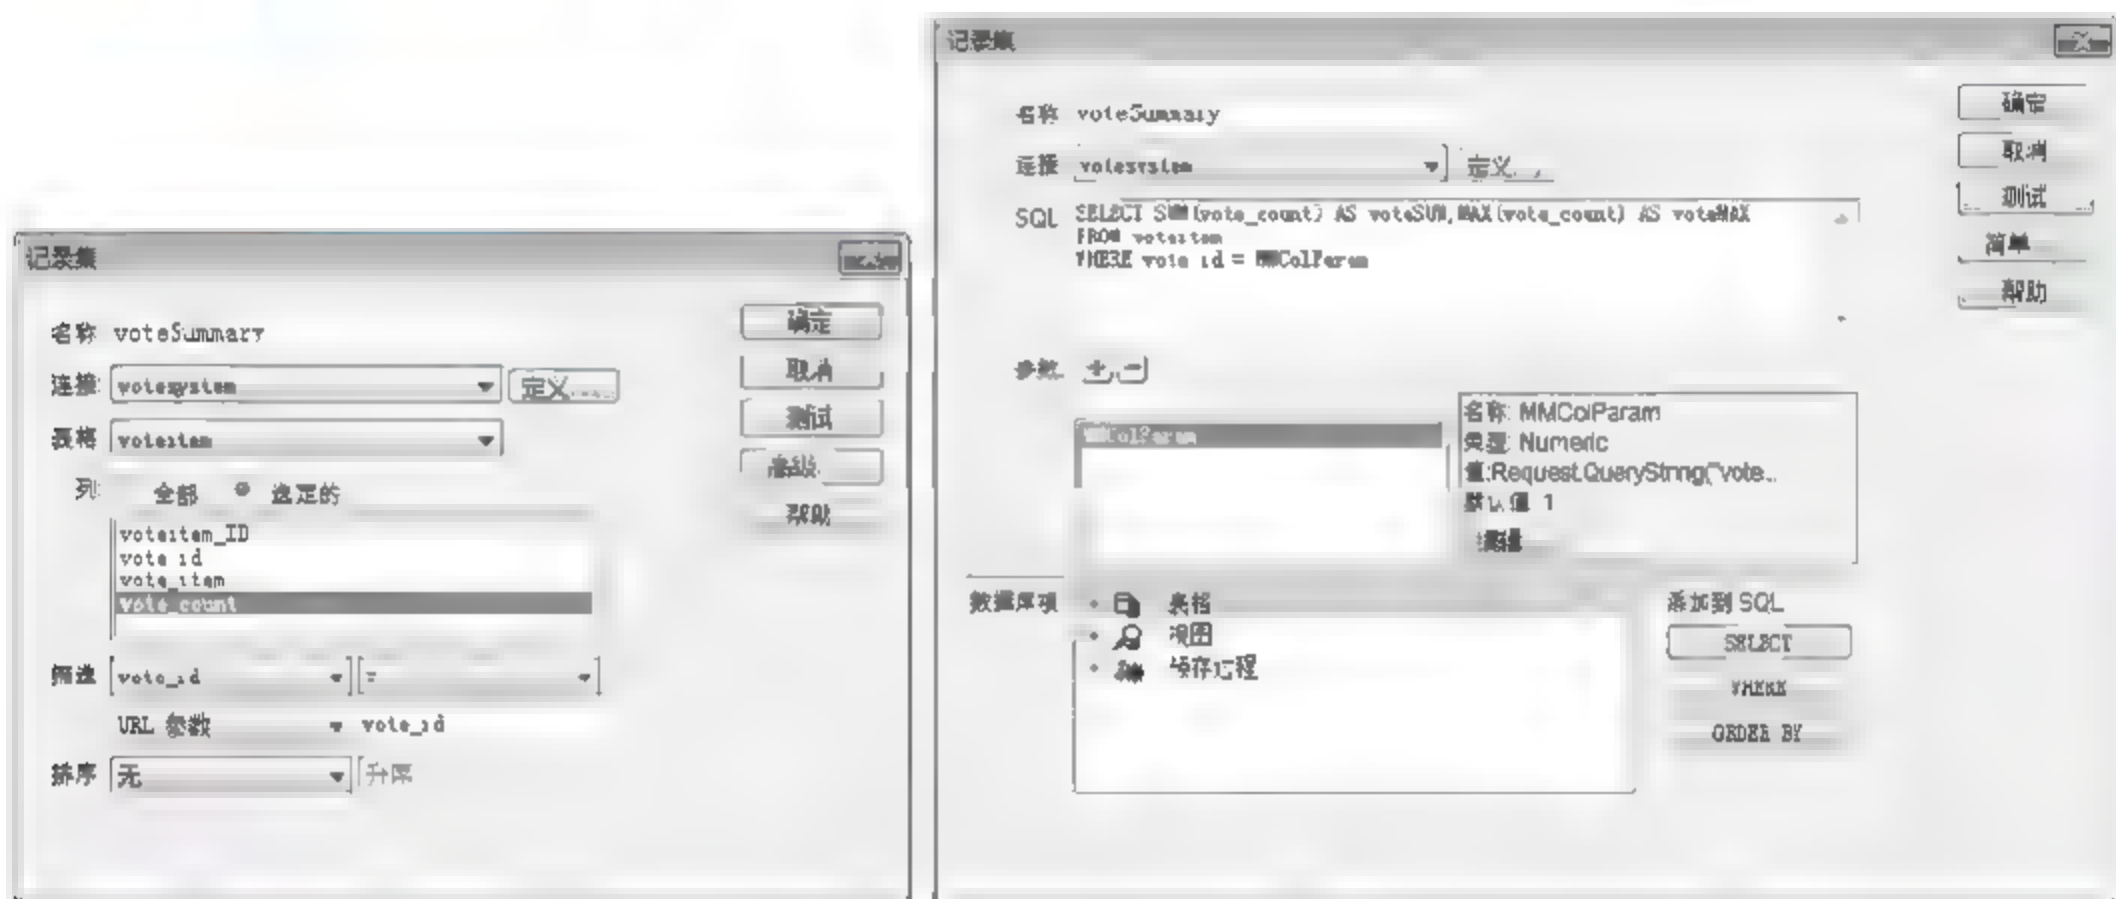 记录集
名称 voteSummary
连接: votesystem 定义...
表格 voteitem
列: 全部 选定的
voteitem_ID
vote_id
vote_item
vote_count
筛选 vote_id =
URL 参数 vote_id
排序 无 升序
确定
取消
测试
高级...
帮助
记录集
名称 voteSummary
连接 votesystem 定义...
SQL SELECT SUM(vote_count) AS voteSUM,MAX(vote_count) AS voteMAX
FROM voteitem
WHERE vote_id = MMColParam
参数: + -
MMColParam
名称: MMColParam
类型: Numeric
值:Request.QueryString("vote...
默认值 1
编辑
数据库项
表格
视图
预存过程
添加到 SQL
SELECT
WHERE
ORDER BY
确定
取消
测试
简单...
帮助